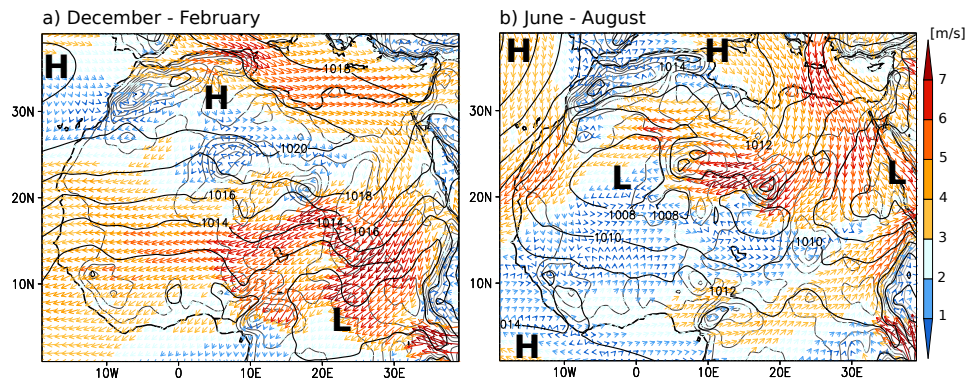 a) December - February
b) June - August
[m/s]
H
H
L
1018
1020
1016
1018
1014
1016
30N
20N
10N
10W
0
10E
20E
30E
H
H
L
L
H
1014
1012
1008
1008
1010
1010
1012
014
30N
20N
10N
10W
0
10E
20E
30E
7
6
5
4
3
2
1